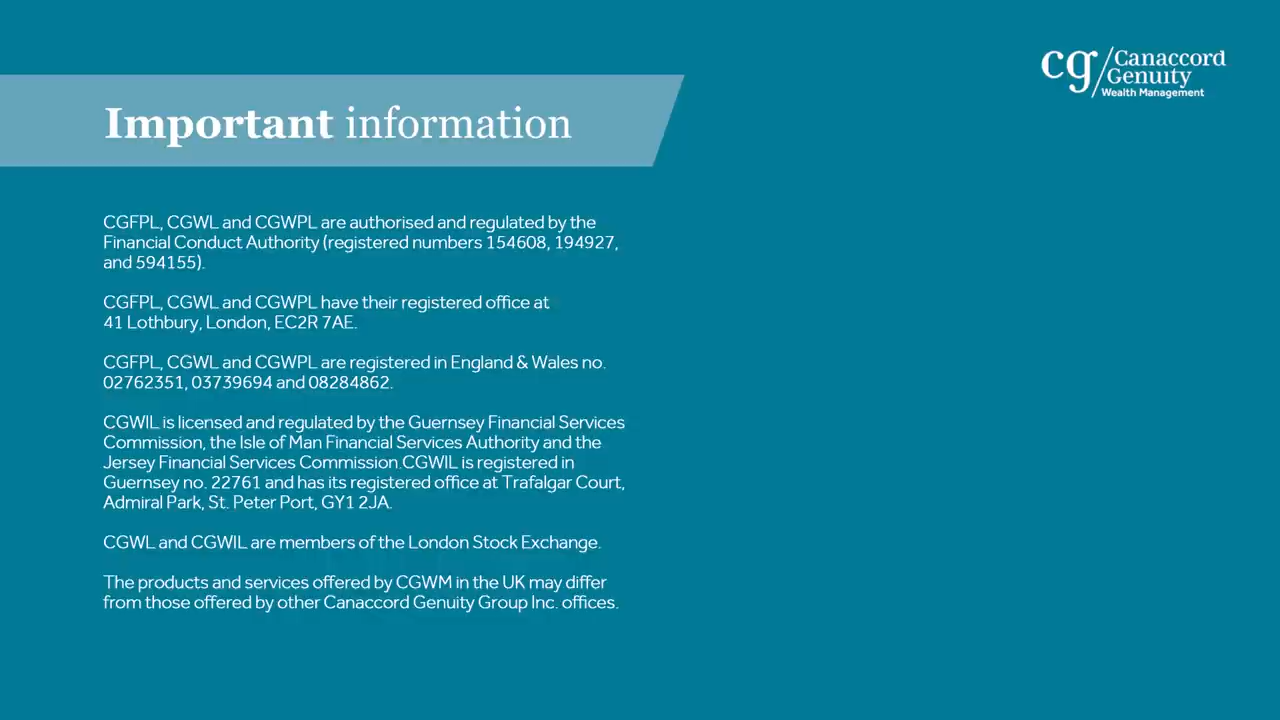 cg/Canaccord
Genuity
Wealth Management
Important information
CGFPL, CGWL and CGWPL are authorised and regulated by the
Financial Conduct Authority (registered numbers 154608, 194927,
and 594155).
CGFPL, CGWL and CGWPL have their registered office at
41 Lothbury, London, EC2R 7AE.
CGFPL, CGWL and CGWPL are registered in England & Wales no.
02762351, 03739694 and 08284862.
CGWIL is licensed and regulated by the Guernsey Financial Services
Commission, the Isle of Man Financial Services Authority and the
Jersey Financial Services Commission.CGWIL is registered in
Guernsey no. 22761 and has its registered office at Trafalgar Court,
Admiral Park, St. Peter Port, GY1 2JA.
CGWL and CGWIL are members of the London Stock Exchange.
The products and services offered by CGWM in the UK may differ
from those offered by other Canaccord Genuity Group Inc. offices.